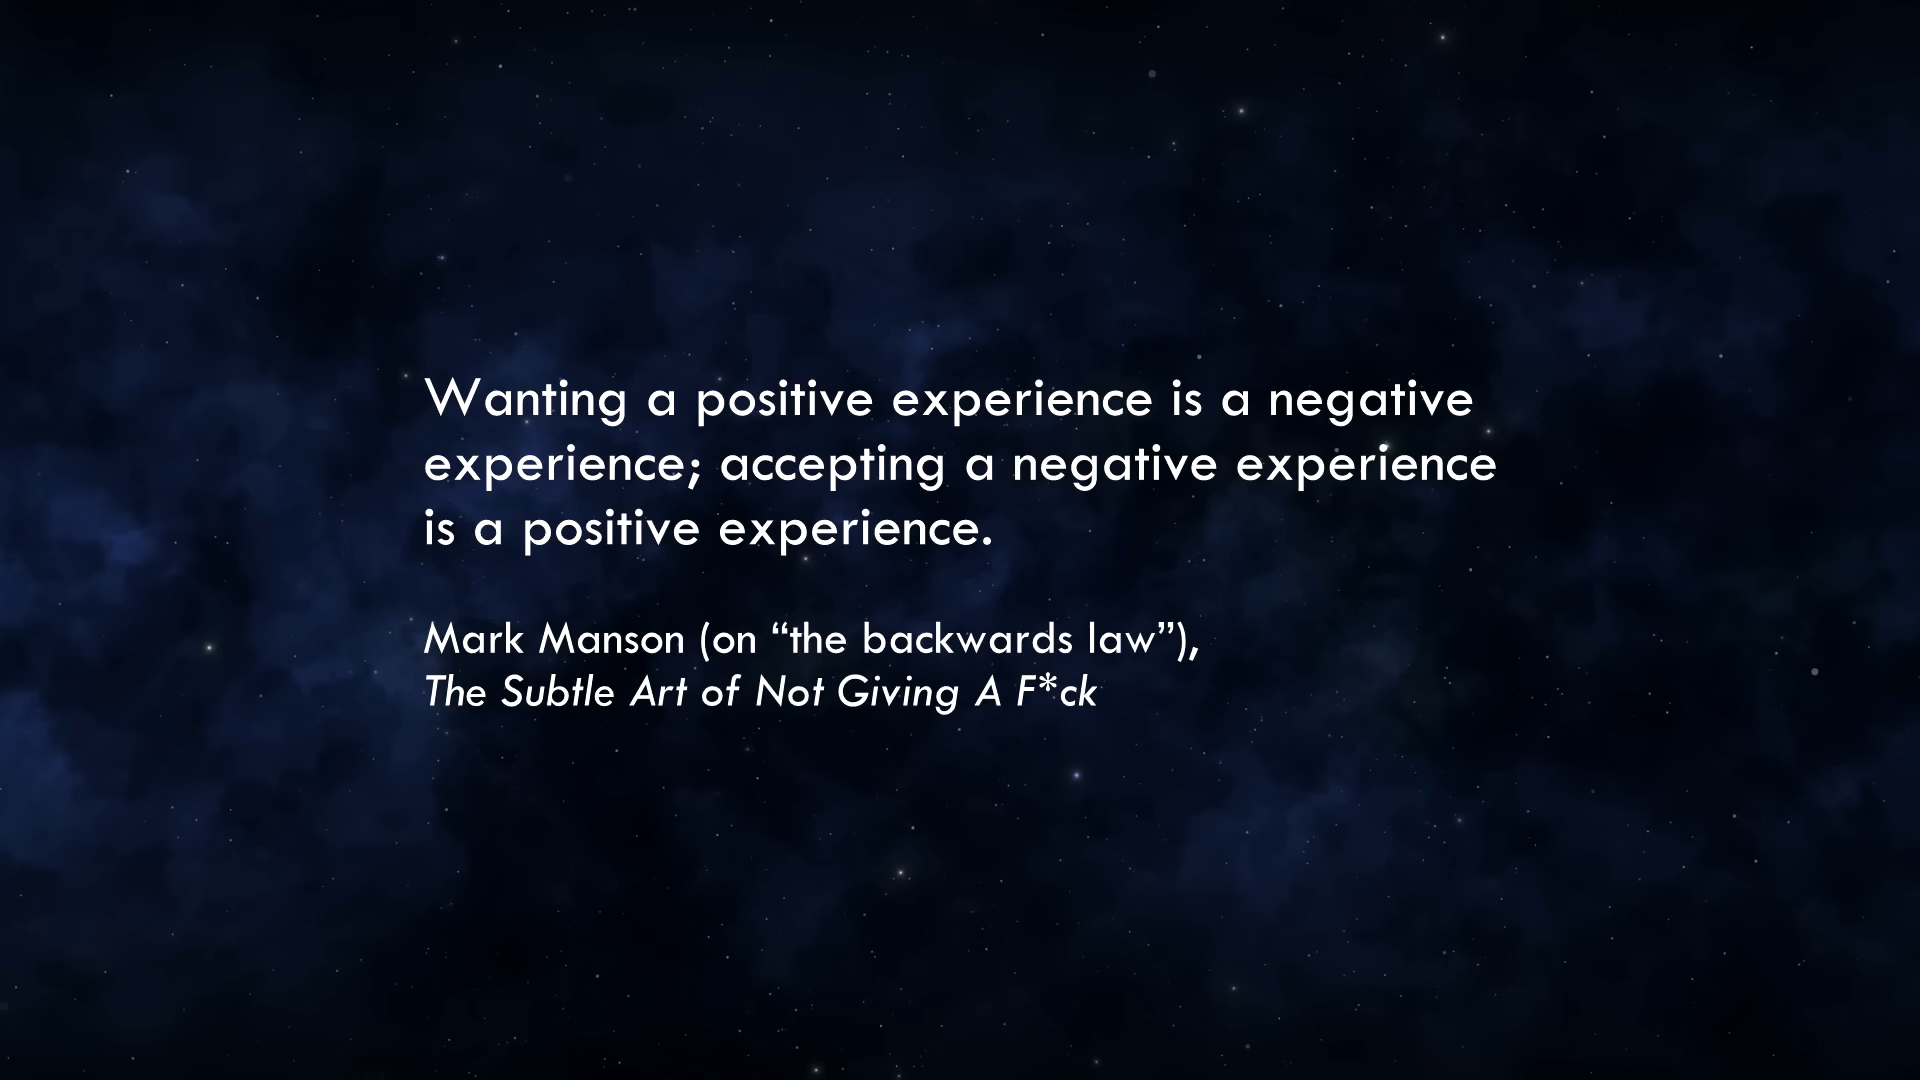 Wanting a positive experience is a negative
experience; accepting a negative experience
is a positive experience.
Mark Manson (on “the backwards law”),
The Subtle Art of Not Giving A F*ck